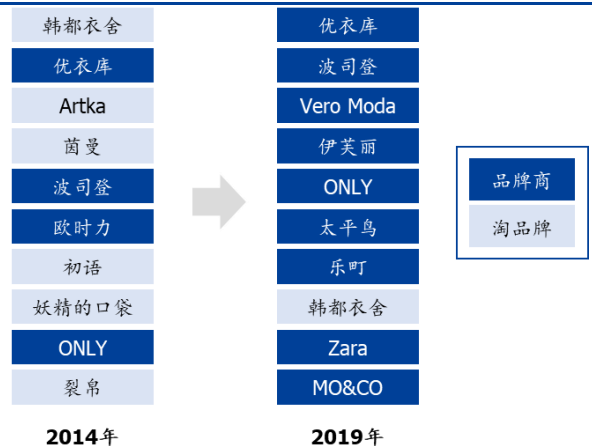 韩都衣舍
优衣库
Artka
茵曼
波司登
欧时力
初语
妖精的口袋
ONLY
裂帛
2014年
优衣库
波司登
Vero Moda
伊芙丽
ONLY
太平鸟
乐町
韩都衣舍
Zara
MO&CO
2019年
品牌商
淘品牌